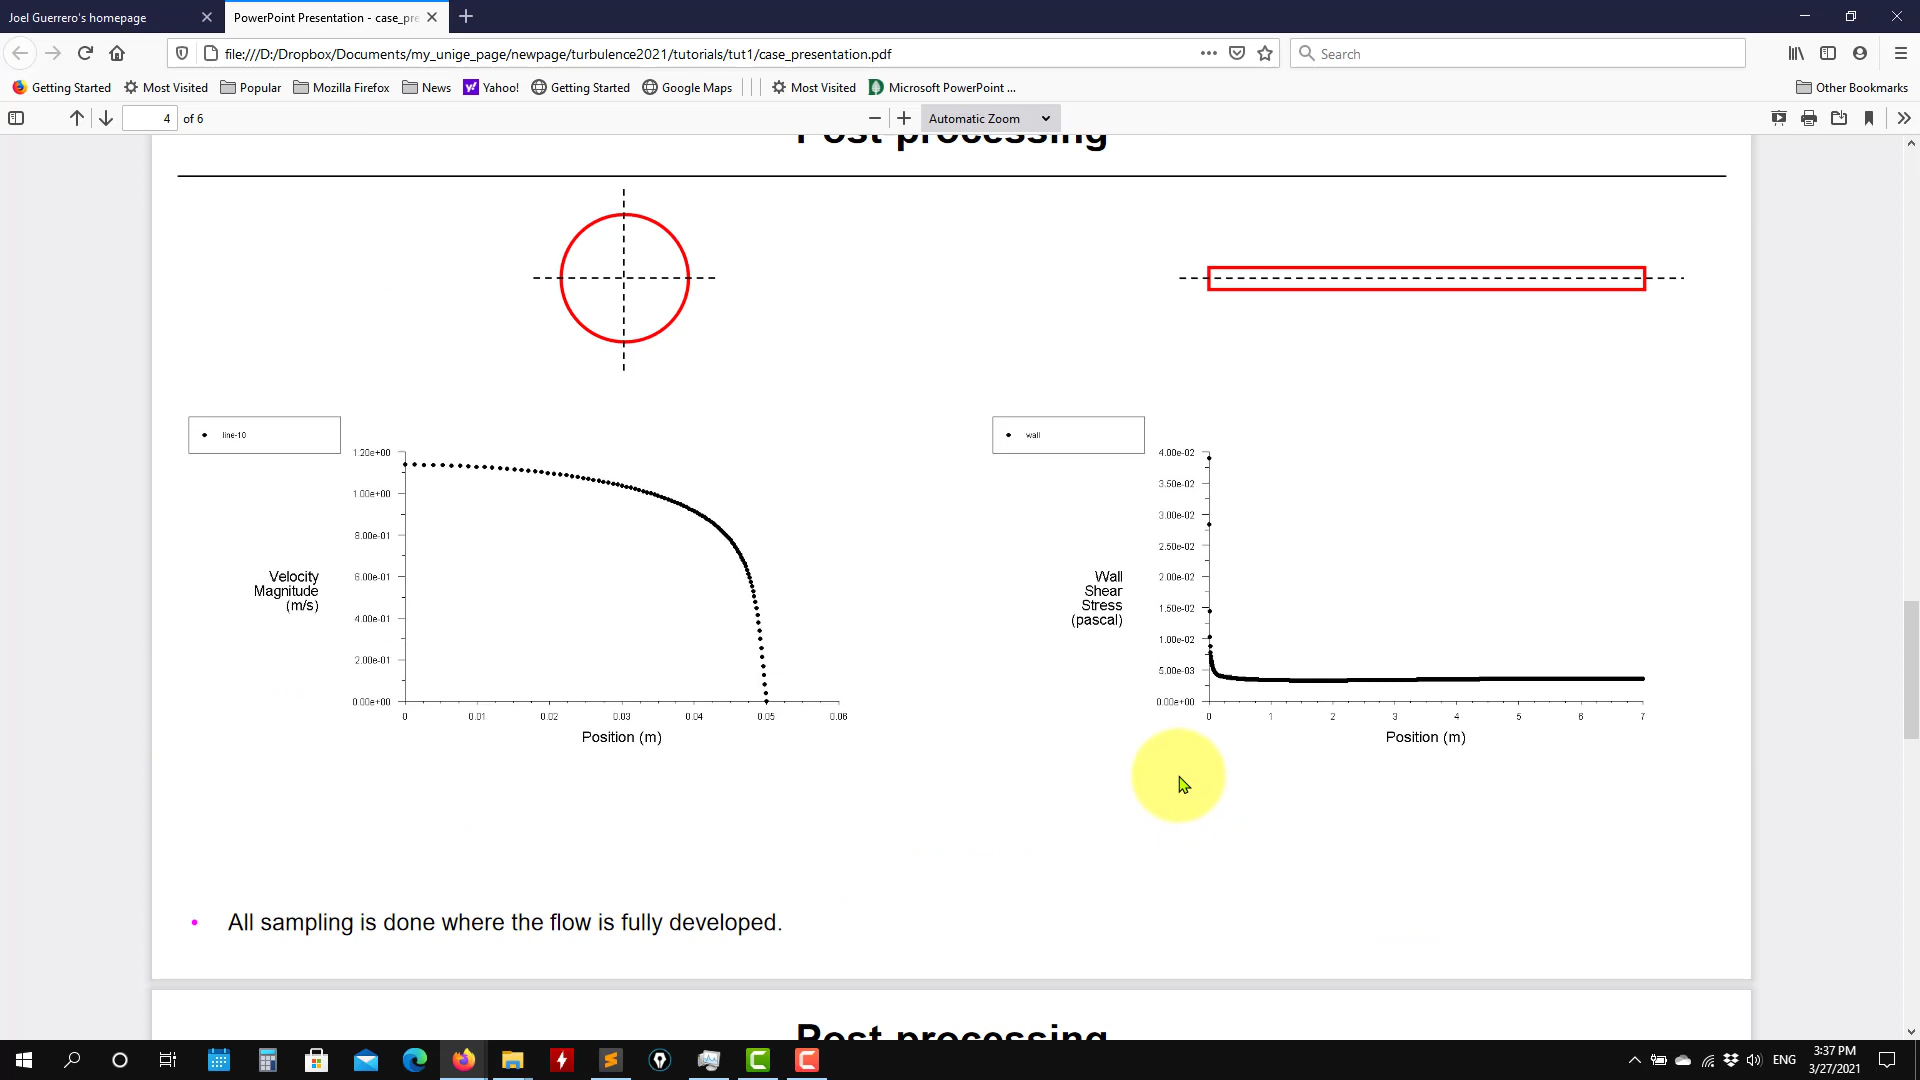 Joel Guerrero's homepage
PowerPoint Presentation - case_pre
file:///D:/Dropbox/Documents/my_unige_page/newpage/turbulence2021/tutorials/tut1/case_presentation.pdf
Search
Getting Started
Most Visited
Popular
Mozilla Firefox
News
Yahoo!
Getting Started
Google Maps
Most Visited
Microsoft PowerPoint ...
Other Bookmarks
4 of 6
Automatic Zoom
Post processing
line-10
1.20e+00
1.00e+00
8.00e-01
6.00e-01
4.00e-01
2.00e-01
0.00e+00
Velocity
Magnitude
(m/s)
0 0.01 0.02 0.03 0.04 0.05 0.06
Position (m)
wall
4.00e-02
3.50e-02
3.00e-02
2.50e-02
2.00e-02
1.50e-02
1.00e-02
5.00e-03
0.00e+00
Wall
Shear
Stress
(pascal)
0 1 2 3 4 5 6 7
Position (m)
• All sampling is done where the flow is fully developed.
Post processing
ENG
3:37 PM
3/27/2021